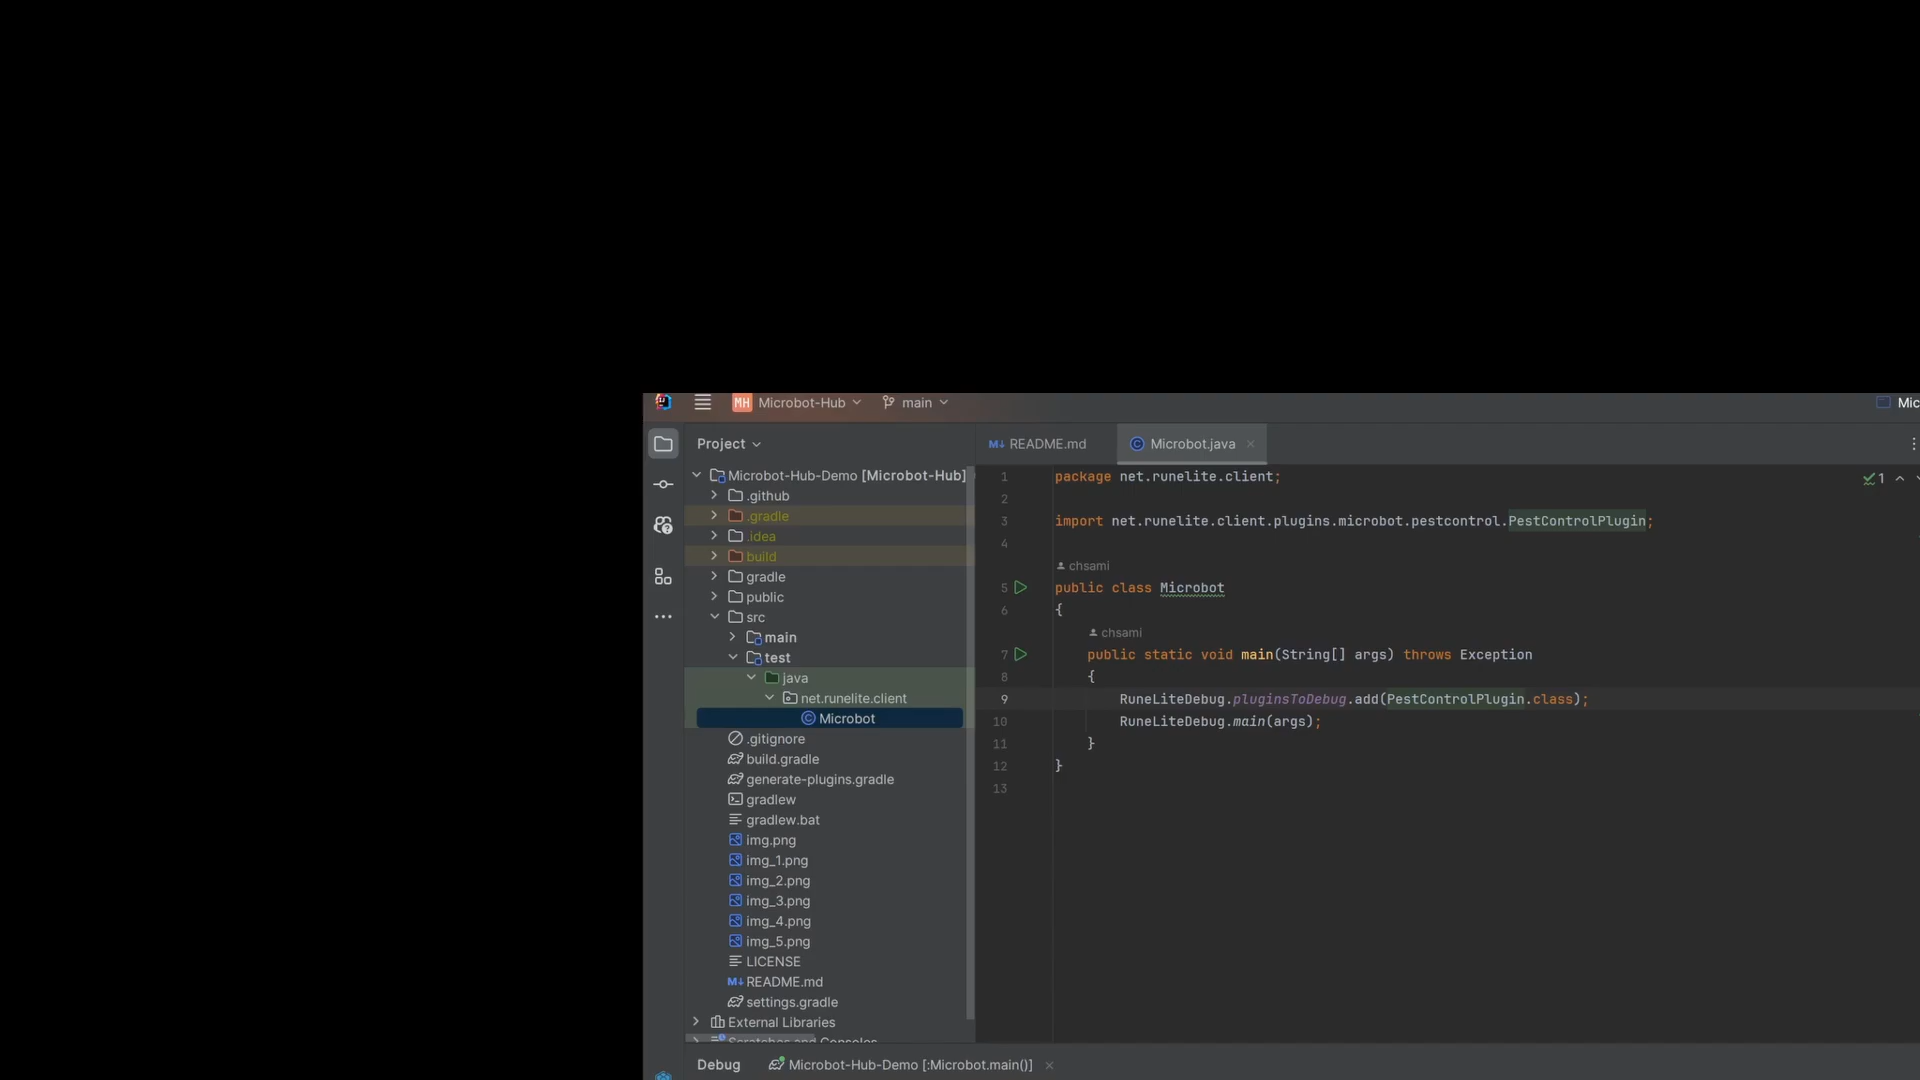 MH Microbot-Hub main Mic
Project
README.md Microbot.java
Microbot-Hub-Demo [Microbot-Hub]
.github
.gradle
.idea
build
gradle
public
src
main
test
java
net.runelite.client
Microbot
.gitignore
build.gradle
generate-plugins.gradle
gradlew
gradlew.bat
img.png
img_1.png
img_2.png
img_3.png
img_4.png
img_5.png
LICENSE
README.md
settings.gradle
External Libraries
Scratches and Consoles
1 package net.runelite.client; 1
2
3 import net.runelite.client.plugins.microbot.pestcontrol.PestControlPlugin;
4
chsami
5 public class Microbot
6 {
chsami
7 public static void main(String[] args) throws Exception
8 {
9 RuneLiteDebug.pluginsToDebug.add(PestControlPlugin.class);
10 RuneLiteDebug.main(args);
11 }
12 }
13
Debug Microbot-Hub-Demo [:Microbot.main()]